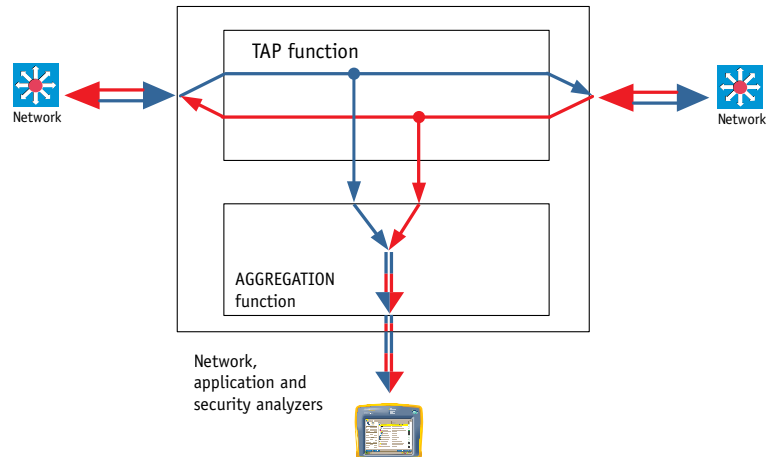 TAP function
Network
Network
AGGREGATION
function
Network,
application and
security analyzers